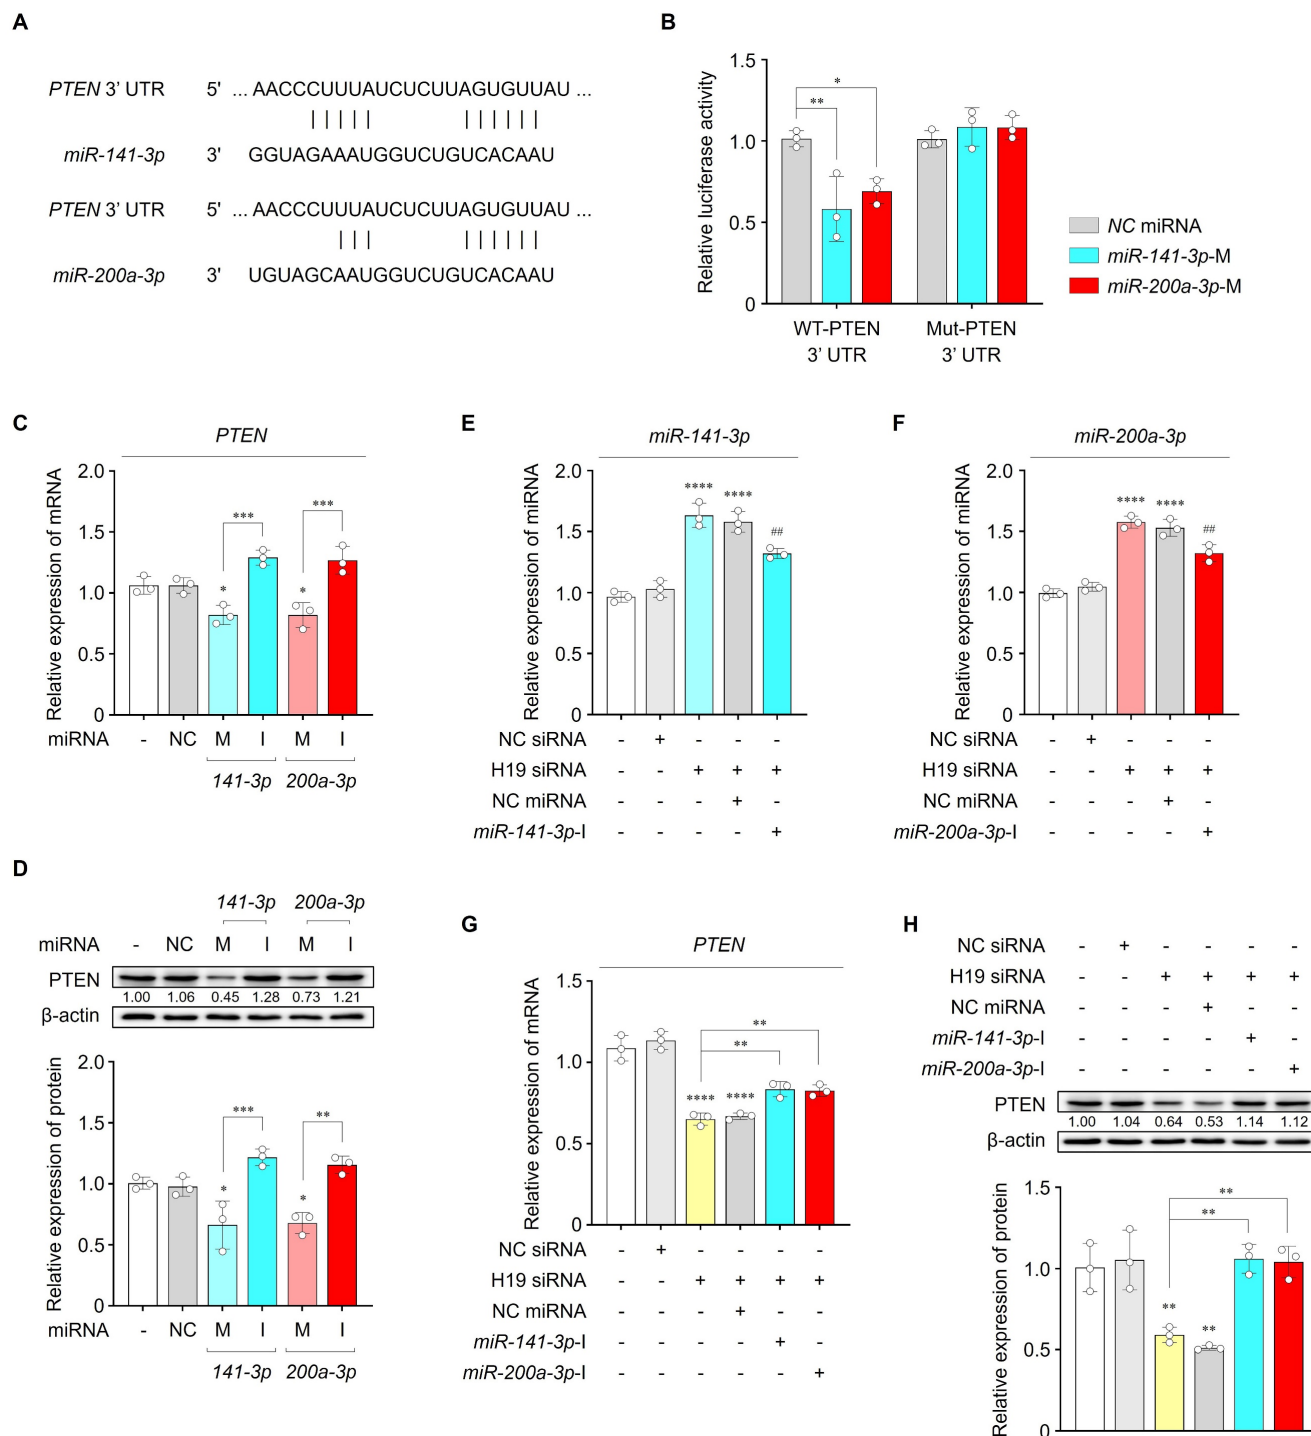 A
PTEN 3' UTR 5' ... AACCCUUUAUCUCUUAGUGUUAU ...
miR-141-3p 3' GGUAGAAAUGGUCUGUCACAAU
PTEN 3' UTR 5' ... AACCCUUUAUCUCUUAGUGUUAU ...
miR-200a-3p 3' UGUAGCAAUGGUCUGUCACAAU
B
Relative luciferase activity
1.5
1.0
0.5
0
**
*
WT-PTEN 3' UTR
Mut-PTEN 3' UTR
NC miRNA
miR-141-3p-M
miR-200a-3p-M
C
PTEN
Relative expression of mRNA
2.0
1.5
1.0
0.5
0
* *** * ***
miRNA - NC M I M I
141-3p 200a-3p
E
miR-141-3p
Relative expression of miRNA
2.0
1.5
1.0
0.5
0
**** **** ##
NC siRNA - + - - -
H19 siRNA - - + + +
NC miRNA - - - + -
miR-141-3p-I - - - - +
F
miR-200a-3p
Relative expression of miRNA
2.0
1.5
1.0
0.5
0
**** **** ##
NC siRNA - + - - -
H19 siRNA - - + + +
NC miRNA - - - + -
miR-200a-3p-I - - - - +
D
141-3p 200a-3p
miRNA - NC M I M I
PTEN
1.00 1.06 0.45 1.28 0.73 1.21
β-actin
Relative expression of protein
2.0
1.5
1.0
0.5
0
* *** * **
miRNA - NC M I M I
141-3p 200a-3p
G
PTEN
Relative expression of mRNA
1.5
1.0
0.5
0
**** **** ** **
NC siRNA - + - - - -
H19 siRNA - - + + + +
NC miRNA - - - + - -
miR-141-3p-I - - - - + -
miR-200a-3p-I - - - - - +
H
NC siRNA - + - - - -
H19 siRNA - - + + + +
NC miRNA - - - + - -
miR-141-3p-I - - - - + -
miR-200a-3p-I - - - - - +
PTEN
1.00 1.04 0.64 0.53 1.14 1.12
β-actin
Relative expression of protein
1.5
1.0
0.5
0
** ** ** **